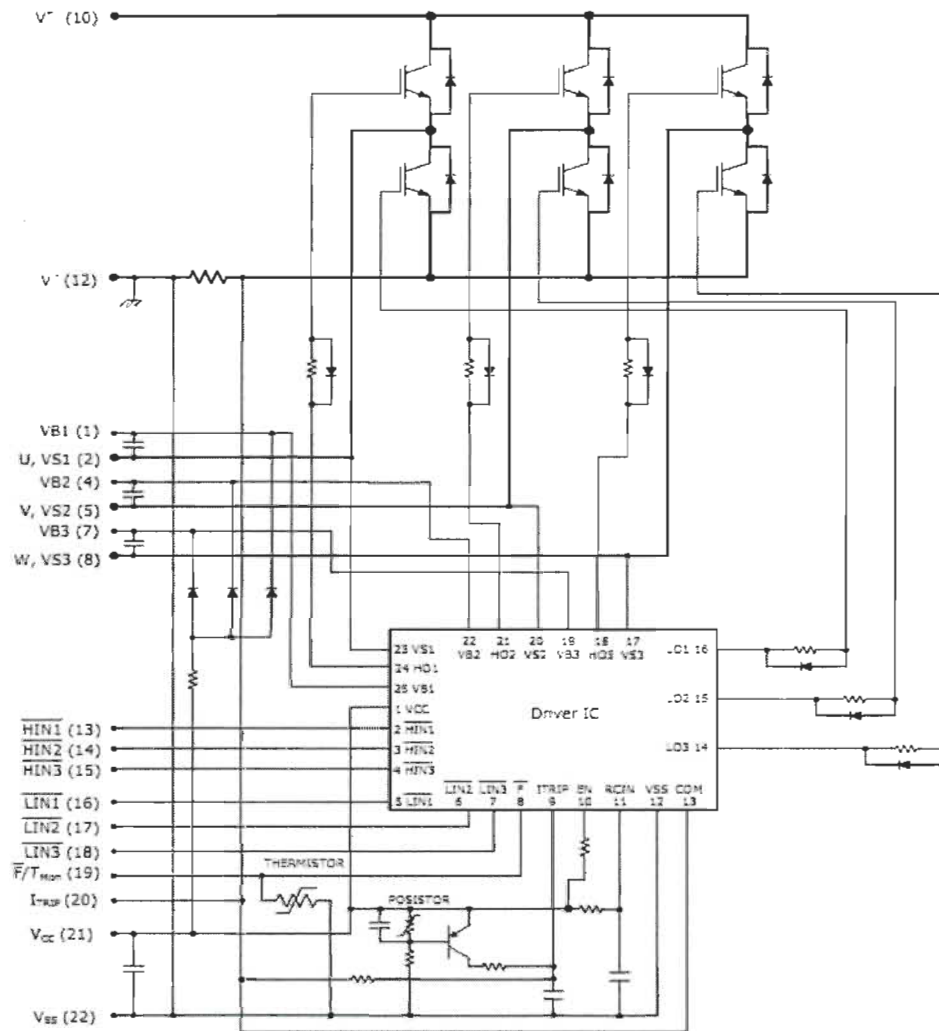 V⁺ (10)
V⁻ (12)
VB1 (1)
U, VS1 (2)
VB2 (4)
V, VS2 (5)
VB3 (7)
W, VS3 (8)
22 21 20 19 18 17
VB2 HO2 VS2 VB3 HO3 VS3
23 VS1
24 HO1
25 VB1
1 VCC
2 HIN1
3 HIN2
4 HIN3
5 LIN1
LO1 16
LO2 15
LO3 14
Driver IC
LIN2 LIN3 F ITRIP EN RCIN VSS COM
6 7 8 9 10 11 12 13
HIN1 (13)
HIN2 (14)
HIN3 (15)
LIN1 (16)
LIN2 (17)
LIN3 (18)
THERMISTOR
F/TMon (19)
ITRIP (20)
POSISTOR
VCC (21)
VSS (22)